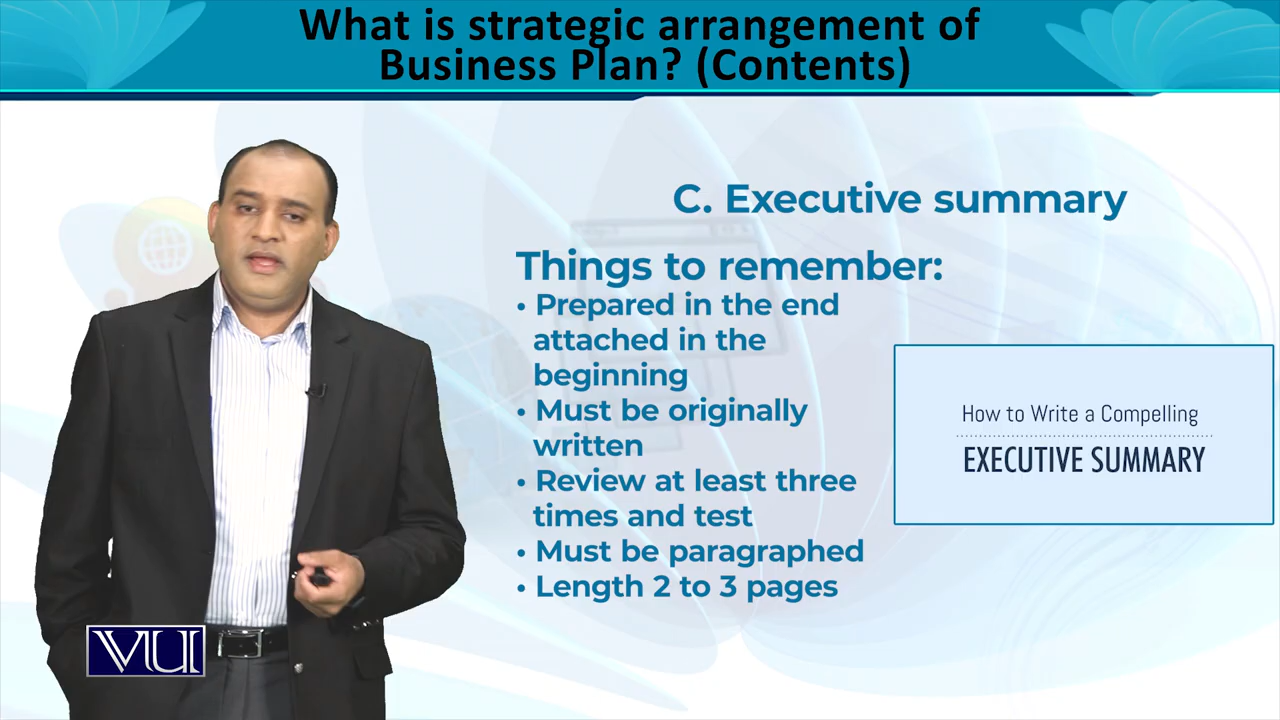 What is strategic arrangement of
Business Plan? (Contents)
C. Executive summary
Things to remember:
• Prepared in the end
attached in the
beginning
• Must be originally
written
• Review at least three
times and test
• Must be paragraphed
• Length 2 to 3 pages
How to Write a Compelling
EXECUTIVE SUMMARY
VU